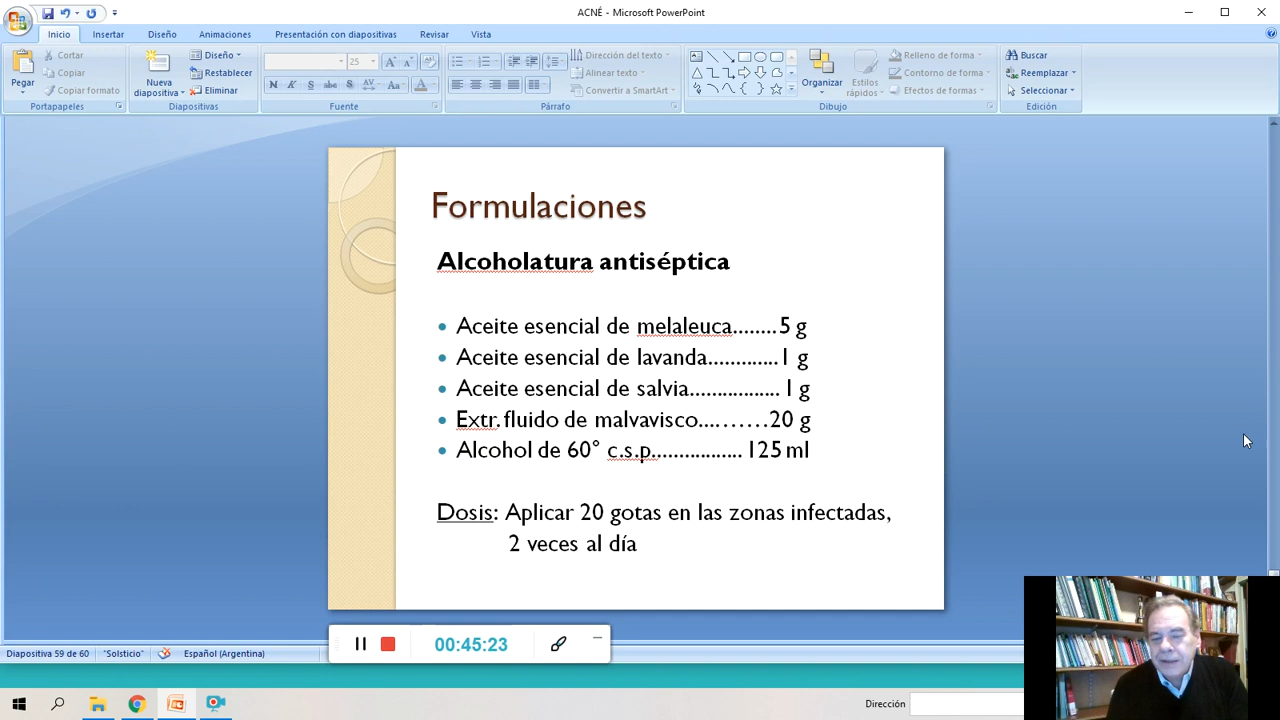 ACNÉ - Microsoft PowerPoint
Inicio Insertar Diseño Animaciones Presentación con diapositivas Revisar Vista
Pegar
Cortar
Copiar
Copiar formato
Portapapeles
Nueva diapositiva
Diseño
Restablecer
Eliminar
Diapositivas
25
N K S abc S AV Aa A
Fuente
Dirección del texto
Alinear texto
Convertir a SmartArt
Párrafo
Organizar
Estilos rápidos
Relleno de forma
Contorno de forma
Efectos de formas
Dibujo
Buscar
Reemplazar
Seleccionar
Edición
Formulaciones
Alcoholatura antiséptica
Aceite esencial de melaleuca........5 g
Aceite esencial de lavanda.............1 g
Aceite esencial de salvia................. 1 g
Extr. fluido de malvavisco....…….20 g
Alcohol de 60° c.s.p................. 125 ml
Dosis: Aplicar 20 gotas en las zonas infectadas,
2 veces al día
00:45:23
Diapositiva 59 de 60 "Solsticio" Español (Argentina)
Dirección